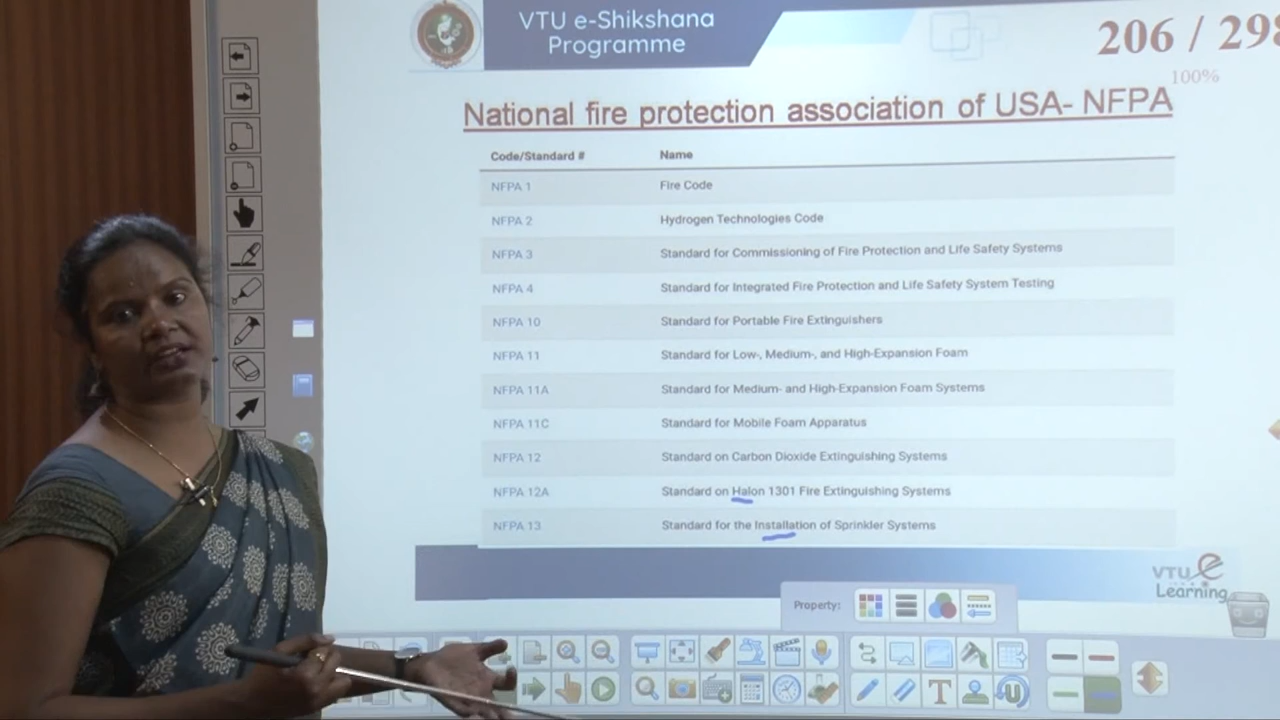 VTU e-Shikshana
Programme
206 / 298
100%
National fire protection association of USA- NFPA
Code/Standard # Name
NFPA 1 Fire Code
NFPA 2 Hydrogen Technologies Code
NFPA 3 Standard for Commissioning of Fire Protection and Life Safety Systems
NFPA 4 Standard for Integrated Fire Protection and Life Safety System Testing
NFPA 10 Standard for Portable Fire Extinguishers
NFPA 11 Standard for Low-, Medium-, and High-Expansion Foam
NFPA 11A Standard for Medium- and High-Expansion Foam Systems
NFPA 11C Standard for Mobile Foam Apparatus
NFPA 12 Standard on Carbon Dioxide Extinguishing Systems
NFPA 12A Standard on Halon 1301 Fire Extinguishing Systems
NFPA 13 Standard for the Installation of Sprinkler Systems
VTU e
Learning
Property: